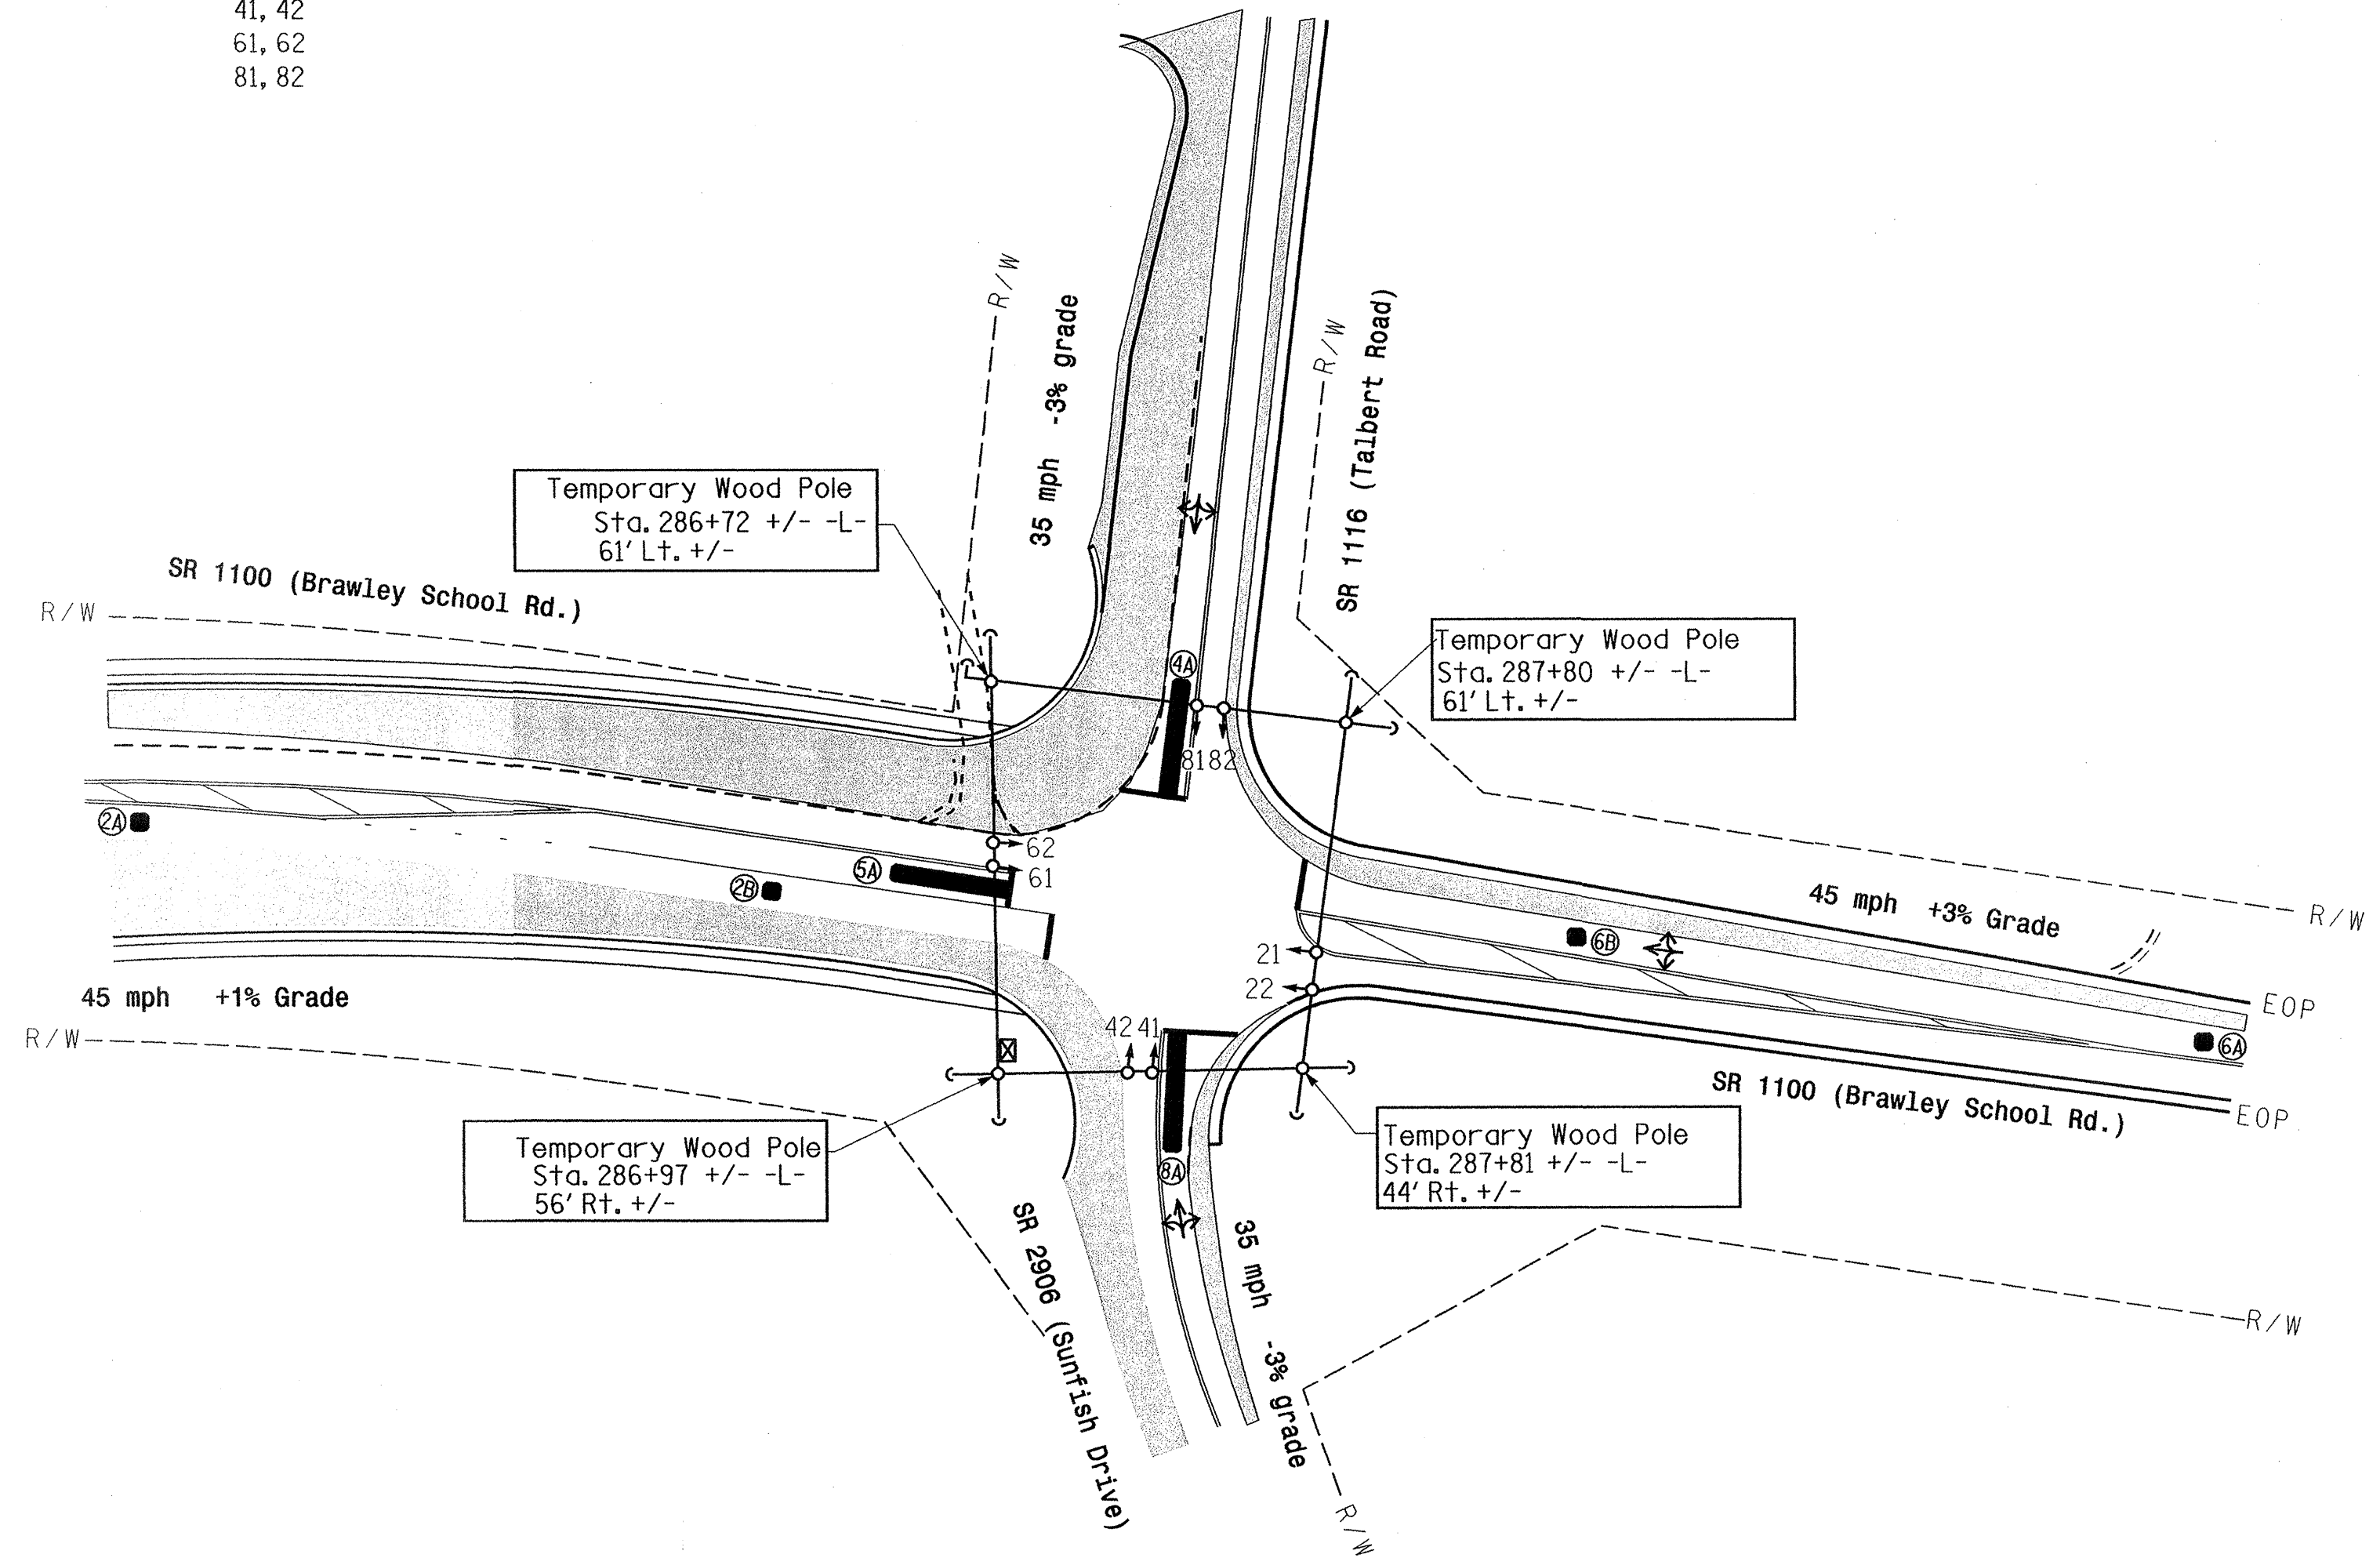 41, 42
61, 62
81, 82
R/W
35 mph -3% grade
R/W
SR 1116 (Talbert Road)
Temporary Wood Pole
Sta. 286+72 +/- -L-
61' Lt. +/-
SR 1100 (Brawley School Rd.)
R/W
Temporary Wood Pole
Sta. 287+80 +/- -L-
61' Lt. +/-
4A
81 82
2A
62
5A
61
2B
45 mph +3% Grade
R/W
6B
21
22
45 mph +1% Grade
EOP
R/W
42 41
6A
SR 1100 (Brawley School Rd.)
EOP
Temporary Wood Pole
Sta. 286+97 +/- -L-
56' Rt. +/-
8A
Temporary Wood Pole
Sta. 287+81 +/- -L-
44' Rt. +/-
SR 2906 (Sunfish Drive)
35 mph -3% grade
R/W
R/W